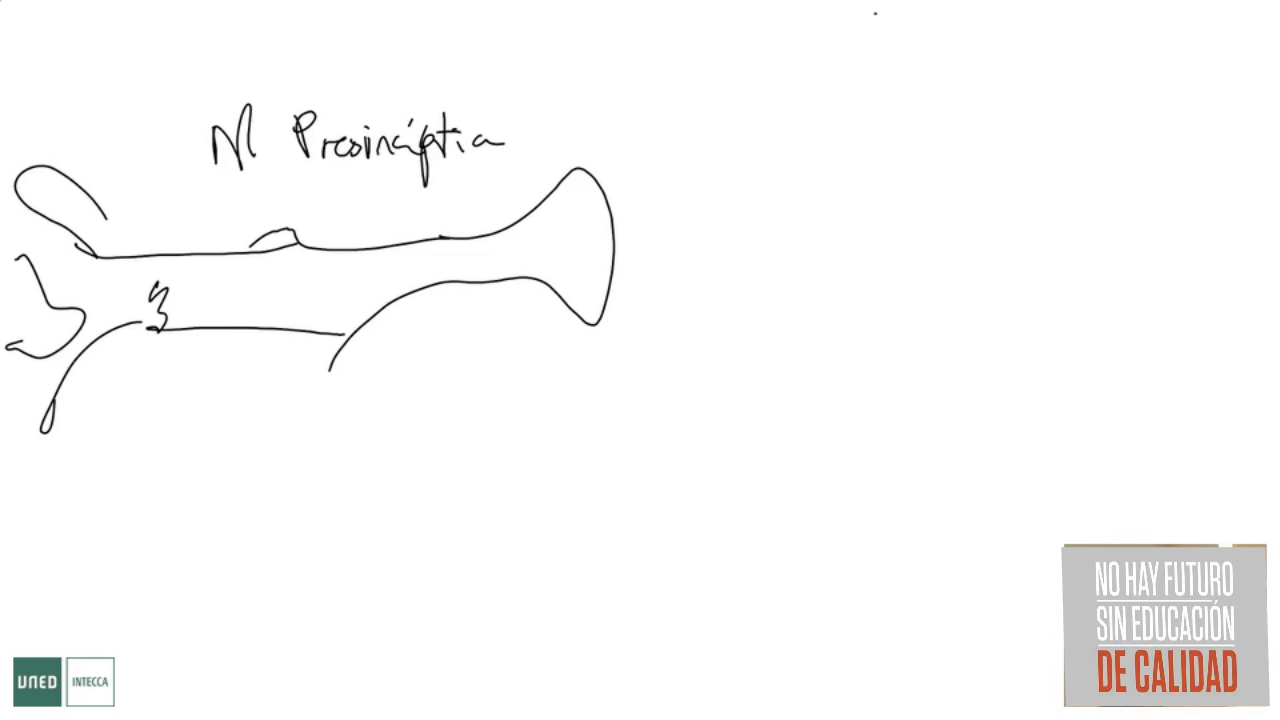 N Presináptica
NO HAY FUTURO
SIN EDUCACIÓN
DE CALIDAD
UNED
INTECCA